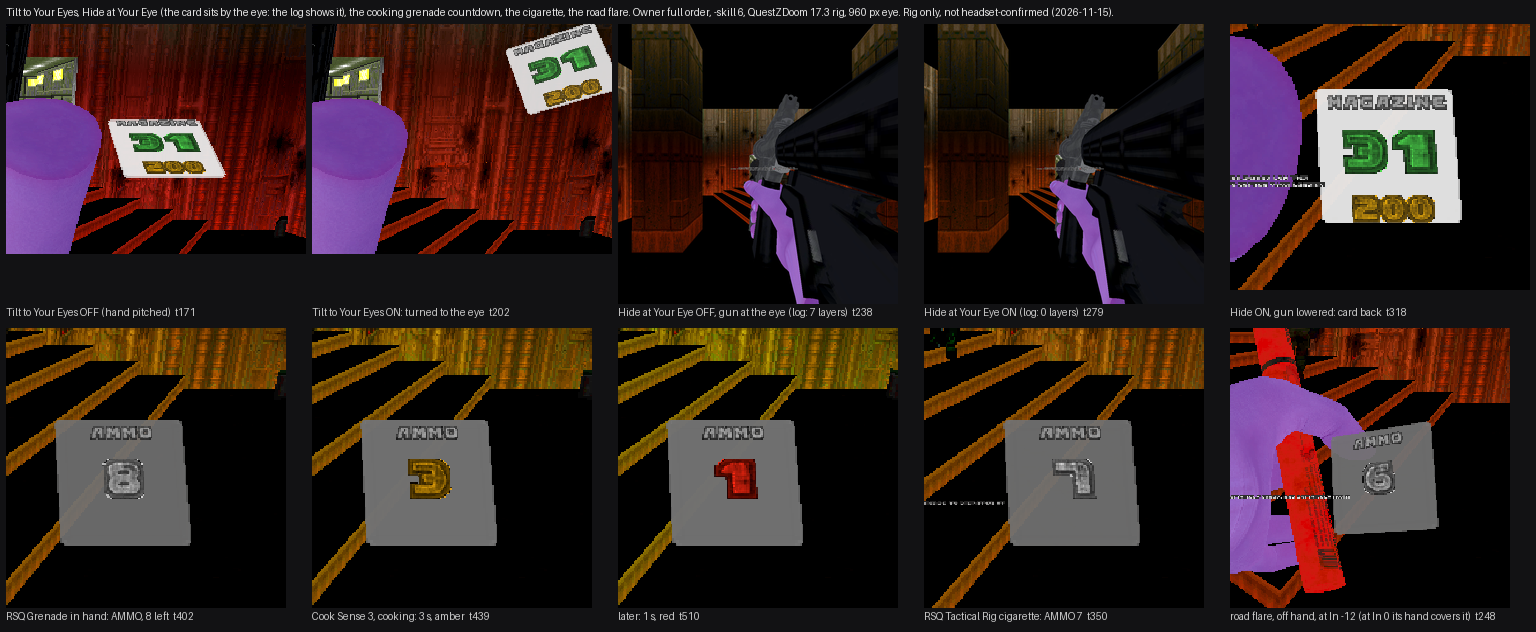 Tilt to Your Eyes, Hide at Your Eye (the card sits by the eye: the log shows it), the cooking grenade countdown, the cigarette, the road flare. Owner full order, -skill 6, QuestZDoom 17.3 rig, 960 px eye. Rig only, not headset-confirmed (2026-11-15).
MAGAZINE
31
200
MAGAZINE
31
200
MAGAZINE
31
200
Tilt to Your Eyes OFF (hand pitched) t171
Tilt to Your Eyes ON: turned to the eye t202
Hide at Your Eye OFF, gun at the eye (log: 7 layers) t238
Hide at Your Eye ON (log: 0 layers) t279
Hide ON, gun lowered: card back t318
AMMO
8
AMMO
3
AMMO
1
AMMO
7
AMMO
6
RSQ Grenade in hand: AMMO, 8 left t402
Cook Sense 3, cooking: 3 s, amber t439
later: 1 s, red t510
RSQ Tactical Rig cigarette: AMMO 7 t350
road flare, off hand, at In -12 (at In 0 its hand covers it) t248